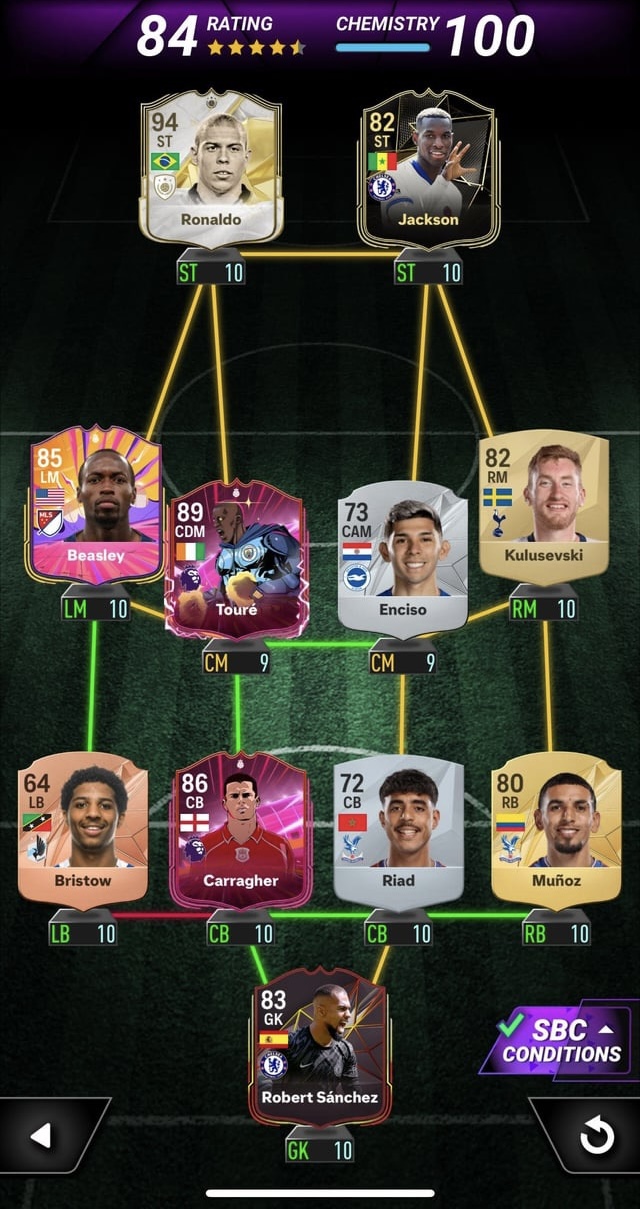 84 RATING
CHEMISTRY 100
94
ST
Ronaldo
82
ST
Jackson
ST 10
ST 10
85
LM
MLS
Beasley
89
CDM
Touré
73
CAM
Enciso
82
RM
Kulusevski
LM 10
CM 9
CM 9
RM 10
64
LB
Bristow
86
CB
Carragher
72
CB
Riad
80
RB
Muñoz
LB 10
CB 10
CB 10
RB 10
83
GK
Robert Sánchez
GK 10
SBC
CONDITIONS